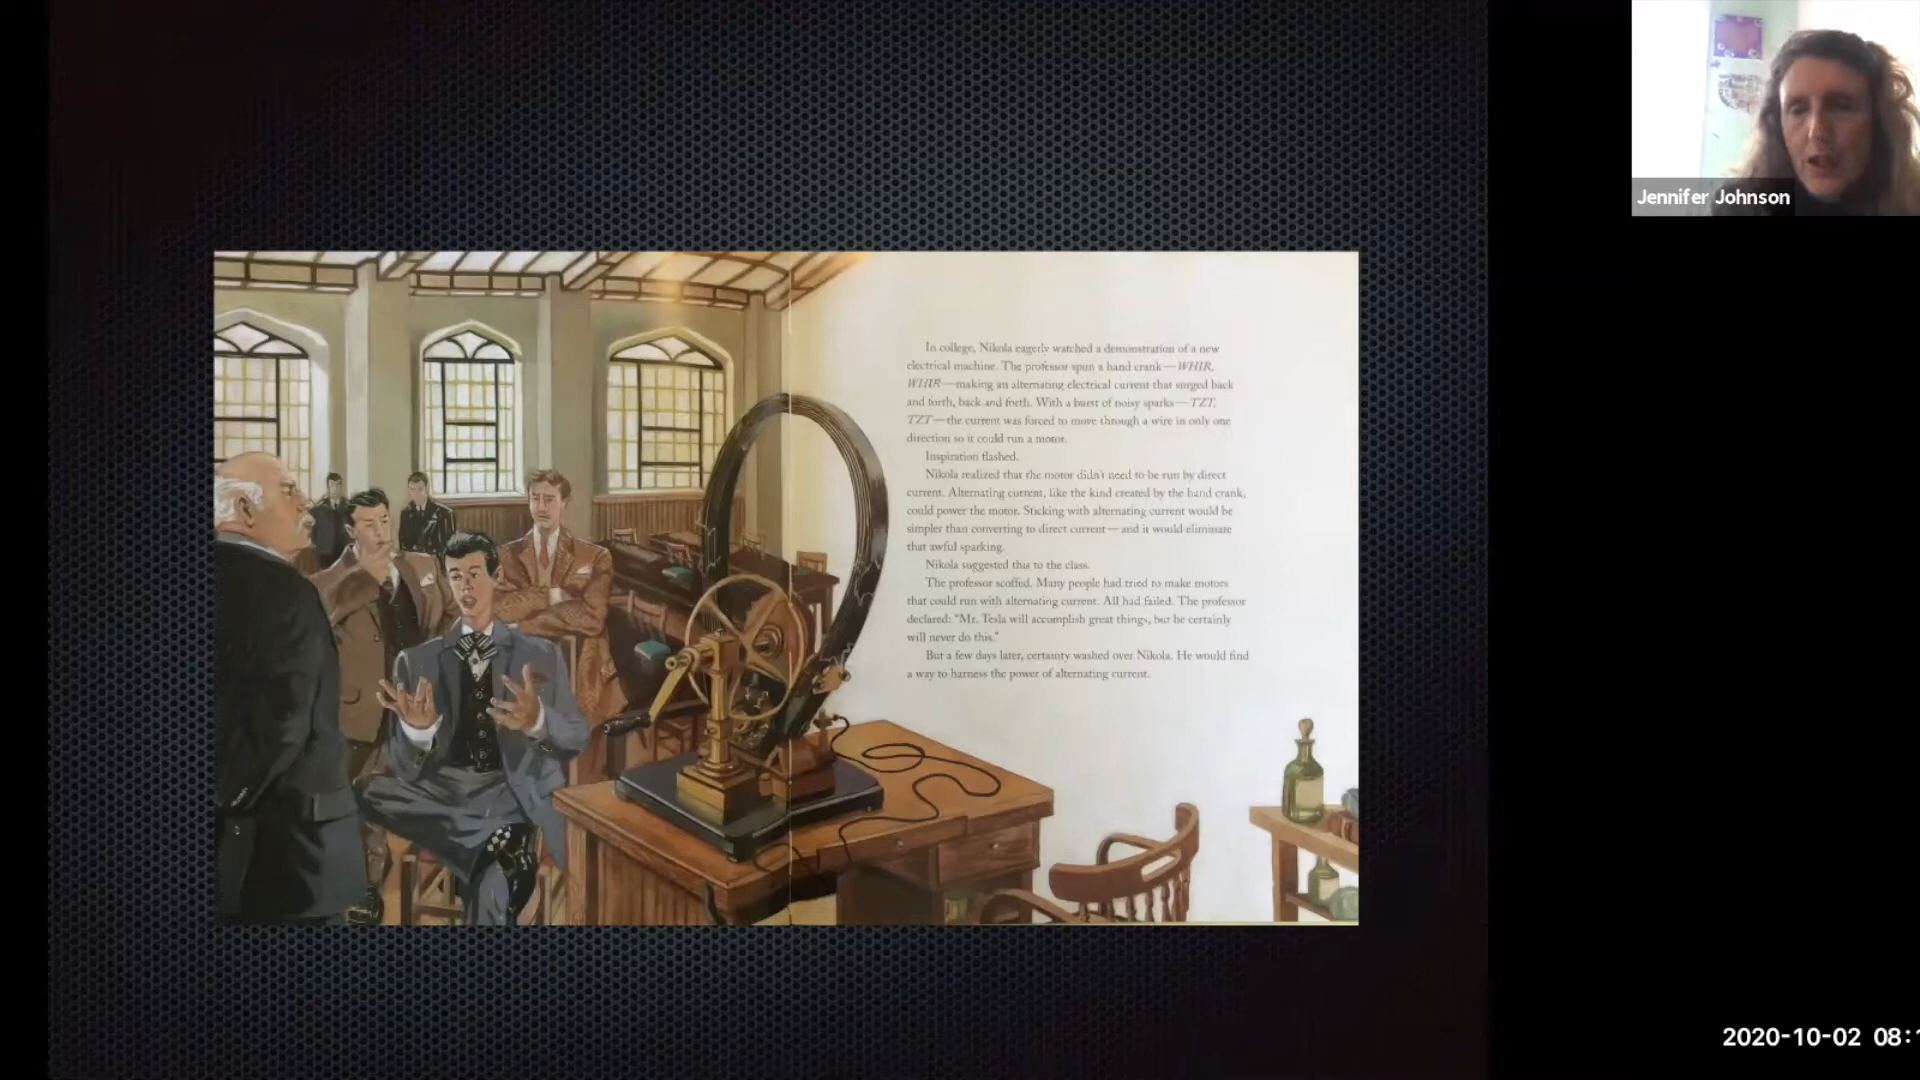 Jennifer Johnson
In college, Nikola eagerly watched a demonstration of a new
electrical machine. The professor spun a hand crank—WHIR,
WHIR—making an alternating electrical current that surged back
and forth, back and forth. With a burst of noisy sparks—TZT,
TZT—the current was forced to move through a wire in only one
direction so it could run a motor.
Inspiration flashed.
Nikola realized that the motor didn't need to be run by direct
current. Alternating current, like the kind created by the hand crank,
could power the motor. Sticking with alternating current would be
simpler than converting to direct current—and it would eliminate
that awful sparking.
Nikola suggested this to the class.
The professor scoffed. Many people had tried to make motors
that could run with alternating current. All had failed. The professor
declared: "Mr. Tesla will accomplish great things, but he certainly
will never do this."
But a few days later, certainty washed over Nikola. He would find
a way to harness the power of alternating current.
2020-10-02 08: